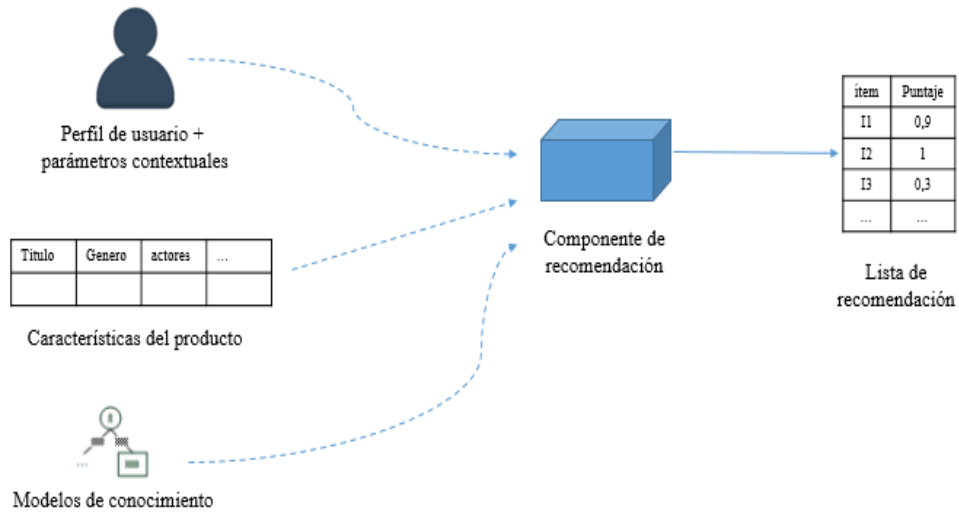 Perfil de usuario +
parámetros contextuales
Titulo Genero actores ...
Características del producto
...
Modelos de conocimiento
Componente de
recomendación
ítem Puntaje
I1 0,9
I2 1
I3 0,3
... ...
Lista de
recomendación